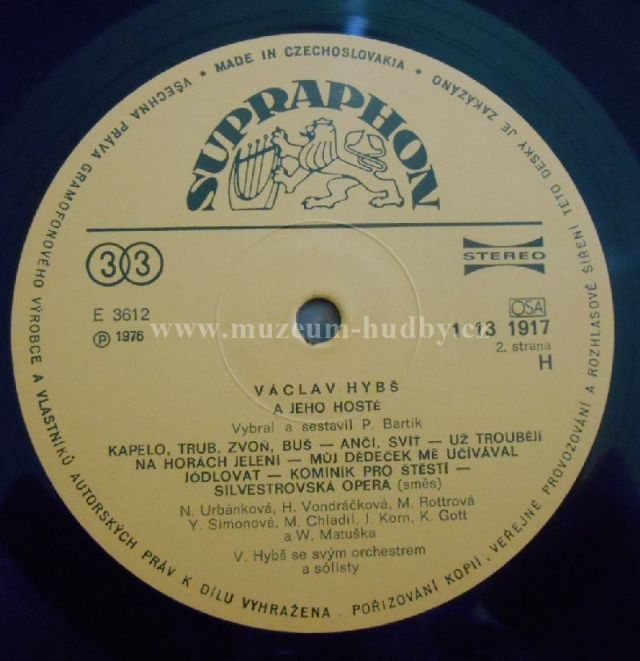 VŠECHNA PRÁVA GRAMOFONOVÉHO VÝROBCE A VLASTNÍKŮ AUTORSKÝCH PRÁV K DÍLU VYHRAŽENA . POŘIZOVÁNÍ KOPIÍ . VEŘEJNÉ PROVOZOVÁNÍ A ROZHLASOVÉ ŠÍŘENÍ TÉTO DESKY JE ZAKÁZÁNO • MADE IN CZECHOSLOVAKIA •
SUPRAPHON
33
STEREO
E 3612
OSA
℗ 1976
www.muzeum-hudby.cz
1 13 1917
2. strana
H
VÁCLAV HYBŠ
A JEHO HOSTÉ
Vybral a sestavil P. Bartík
KAPELO, TRUB, ZVOŇ, BUŠ — ANČI, SVIŤ — UŽ TROUBĚJÍ
NA HORÁCH JELENI — MŮJ DĚDEČEK MĚ UČÍVÁVAL
JÓDLOVAT — KOMINÍK PRO ŠTĚSTÍ —
SILVESTROVSKÁ OPERA (směs)
N. Urbánková, H. Vondráčková, M. Rottrová
Y. Simonová, M. Chladil, J. Korn, K. Gott
a W. Matuška
V. Hybš se svým orchestrem
a sólisty